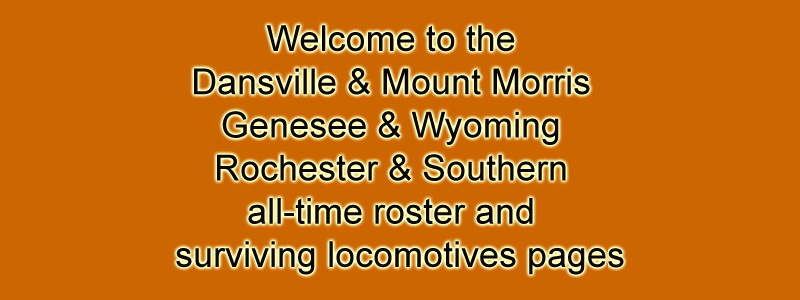 Welcome to the
Dansville & Mount Morris
Genesee & Wyoming
Rochester & Southern
all-time roster and
surviving locomotives pages